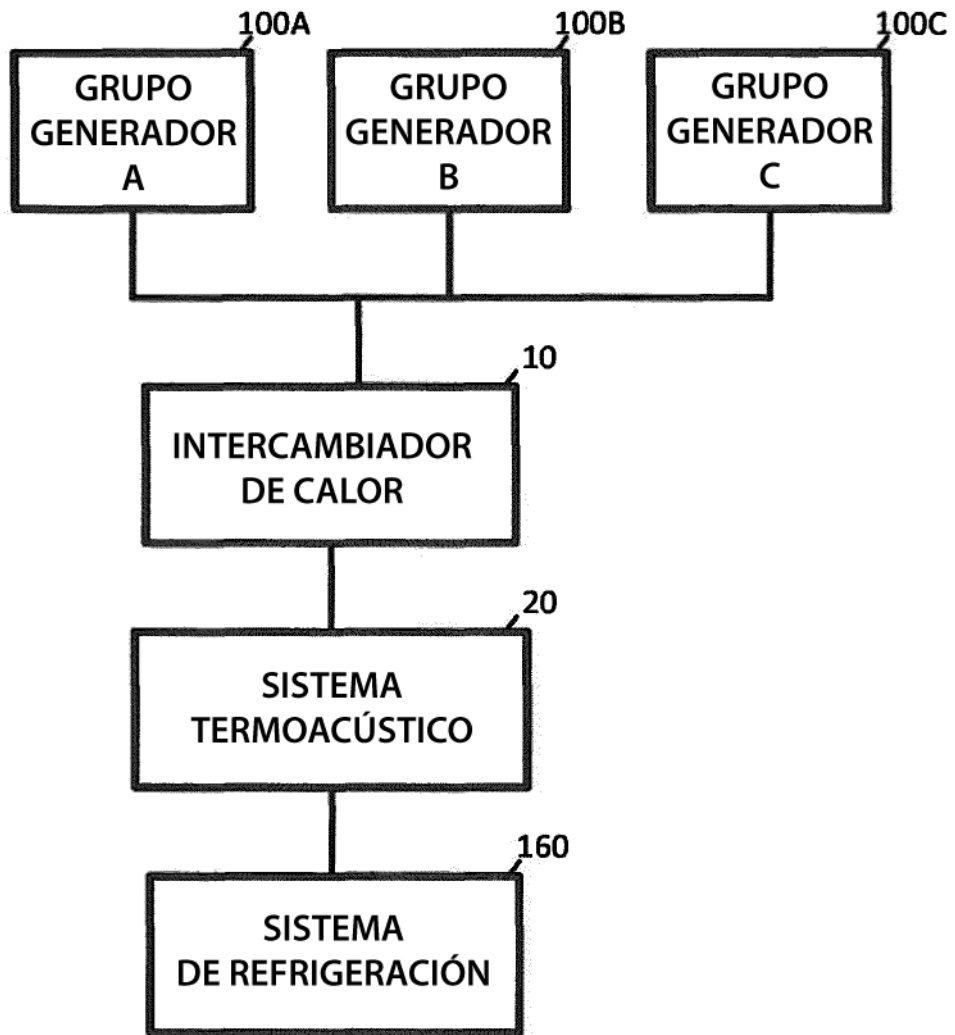 100A
100B
100C
GRUPO
GENERADOR
A
GRUPO
GENERADOR
B
GRUPO
GENERADOR
C
10
INTERCAMBIADOR
DE CALOR
20
SISTEMA
TERMOACÚSTICO
160
SISTEMA
DE REFRIGERACIÓN